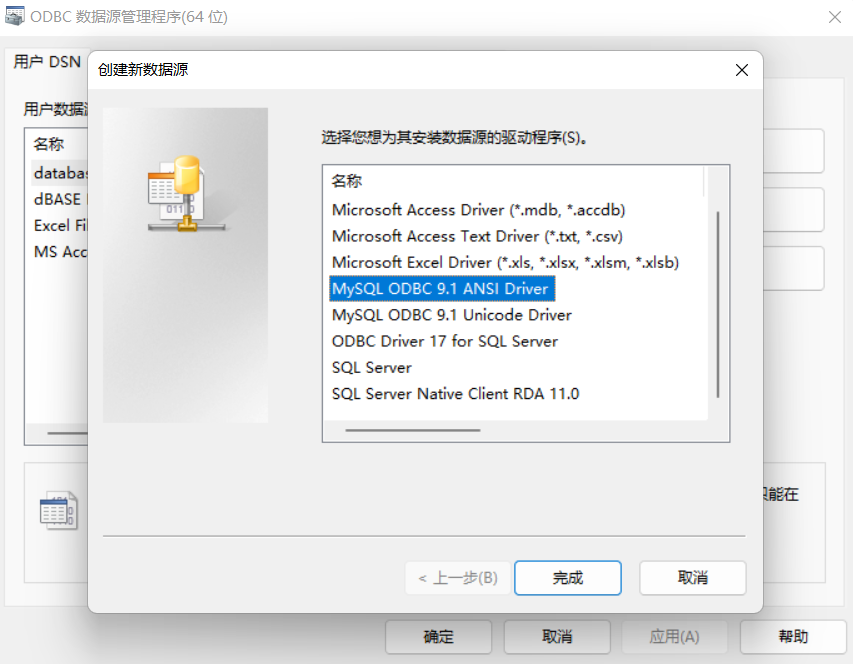 ODBC 数据源管理程序(64 位)
用户 DSN
创建新数据源
用户数据
名称
dBASE
Excel
选择您想为其安装数据源的驱动程序(S)。
名称
Microsoft Access Driver (*.mdb, *.accdb)
Microsoft Access Text Driver (*.txt, *.csv)
Microsoft Excel Driver (*.xls, *.xlsx, *.xlsm, *.xlsb)
MySQL ODBC 9.1 ANSI Driver
MySQL ODBC 9.1 Unicode Driver
ODBC Driver 17 for SQL Server
SQL Server
SQL Server Native Client RDA 11.0
MS
只能在
< 上一步(B)
完成
取消
确定
取消
应用(A)
帮助